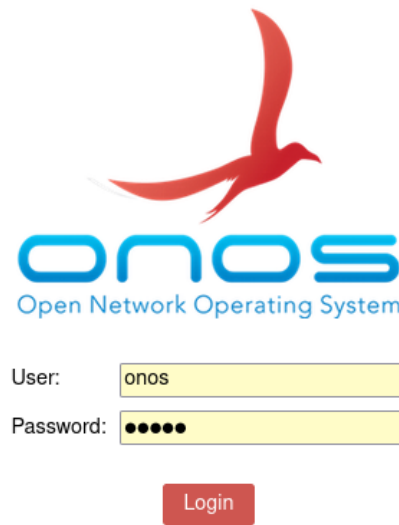 onos
Open Network Operating System
User: onos
Password: •••••
Login